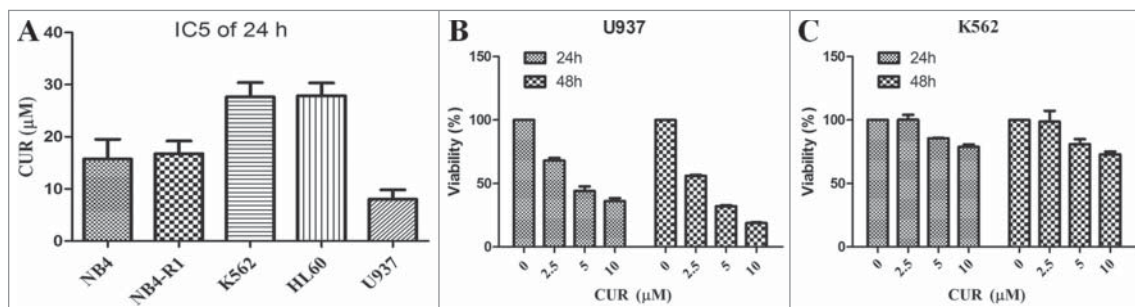 A
IC5 of 24 h
CUR (μM)
40
30
20
10
0
NB4
NB4-R1
K562
HL60
U937
B
U937
24h
48h
Viability (%)
150
100
50
0
0
2.5
5
10
0
2.5
5
10
CUR (μM)
C
K562
24h
48h
Viability (%)
150
100
50
0
0
2.5
5
10
0
2.5
5
10
CUR (μM)